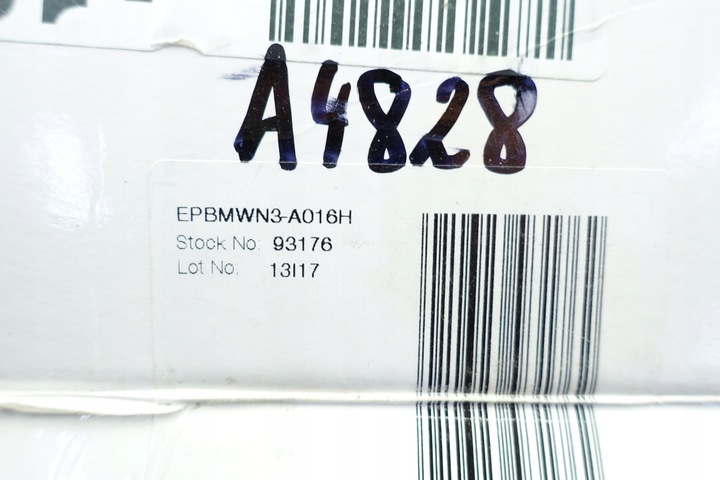 A4828
EPBMWN3-A016H
Stock No: 93176
Lot No: 13I17